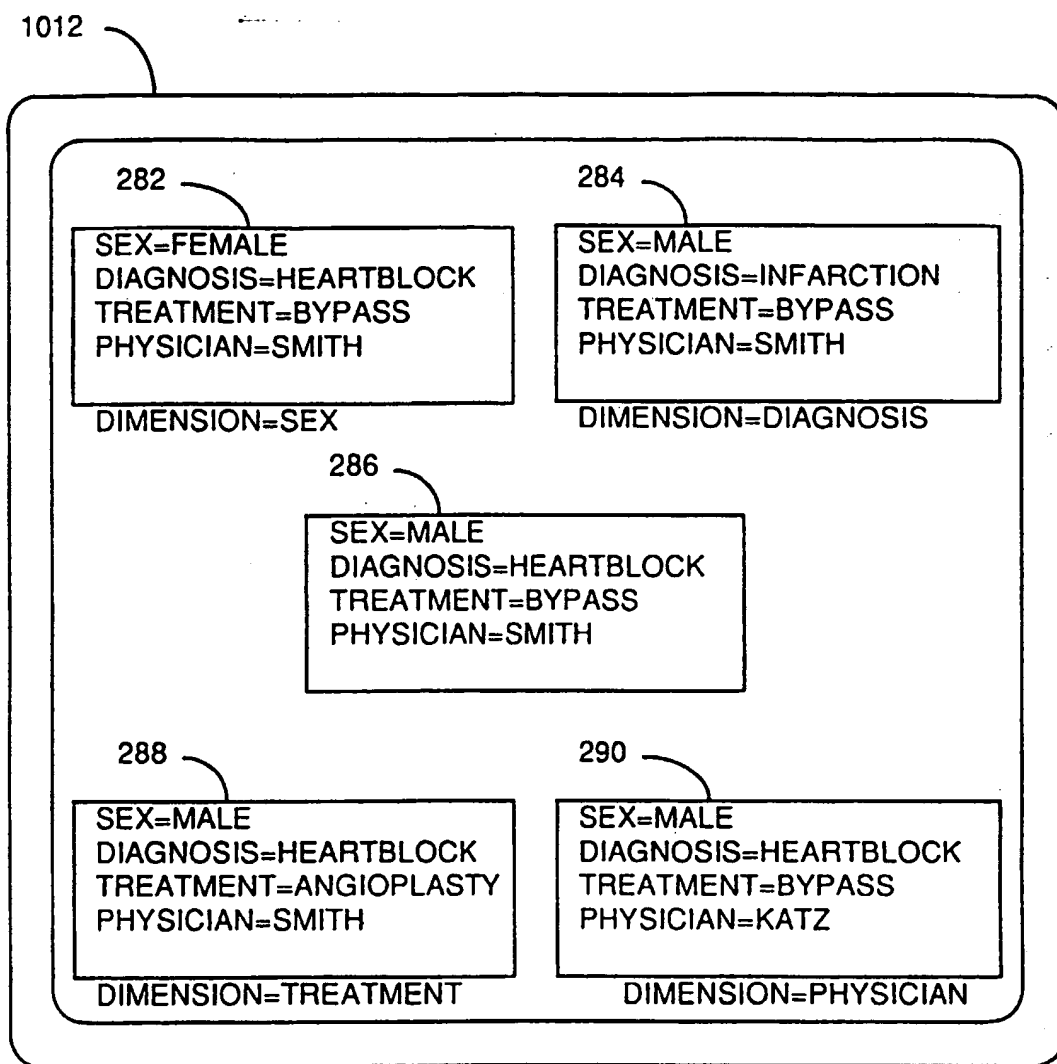 1012
282
SEX=FEMALE
DIAGNOSIS=HEARTBLOCK
TREATMENT=BYPASS
PHYSICIAN=SMITH
DIMENSION=SEX
284
SEX=MALE
DIAGNOSIS=INFARCTION
TREATMENT=BYPASS
PHYSICIAN=SMITH
DIMENSION=DIAGNOSIS
286
SEX=MALE
DIAGNOSIS=HEARTBLOCK
TREATMENT=BYPASS
PHYSICIAN=SMITH
288
SEX=MALE
DIAGNOSIS=HEARTBLOCK
TREATMENT=ANGIOPLASTY
PHYSICIAN=SMITH
DIMENSION=TREATMENT
290
SEX=MALE
DIAGNOSIS=HEARTBLOCK
TREATMENT=BYPASS
PHYSICIAN=KATZ
DIMENSION=PHYSICIAN